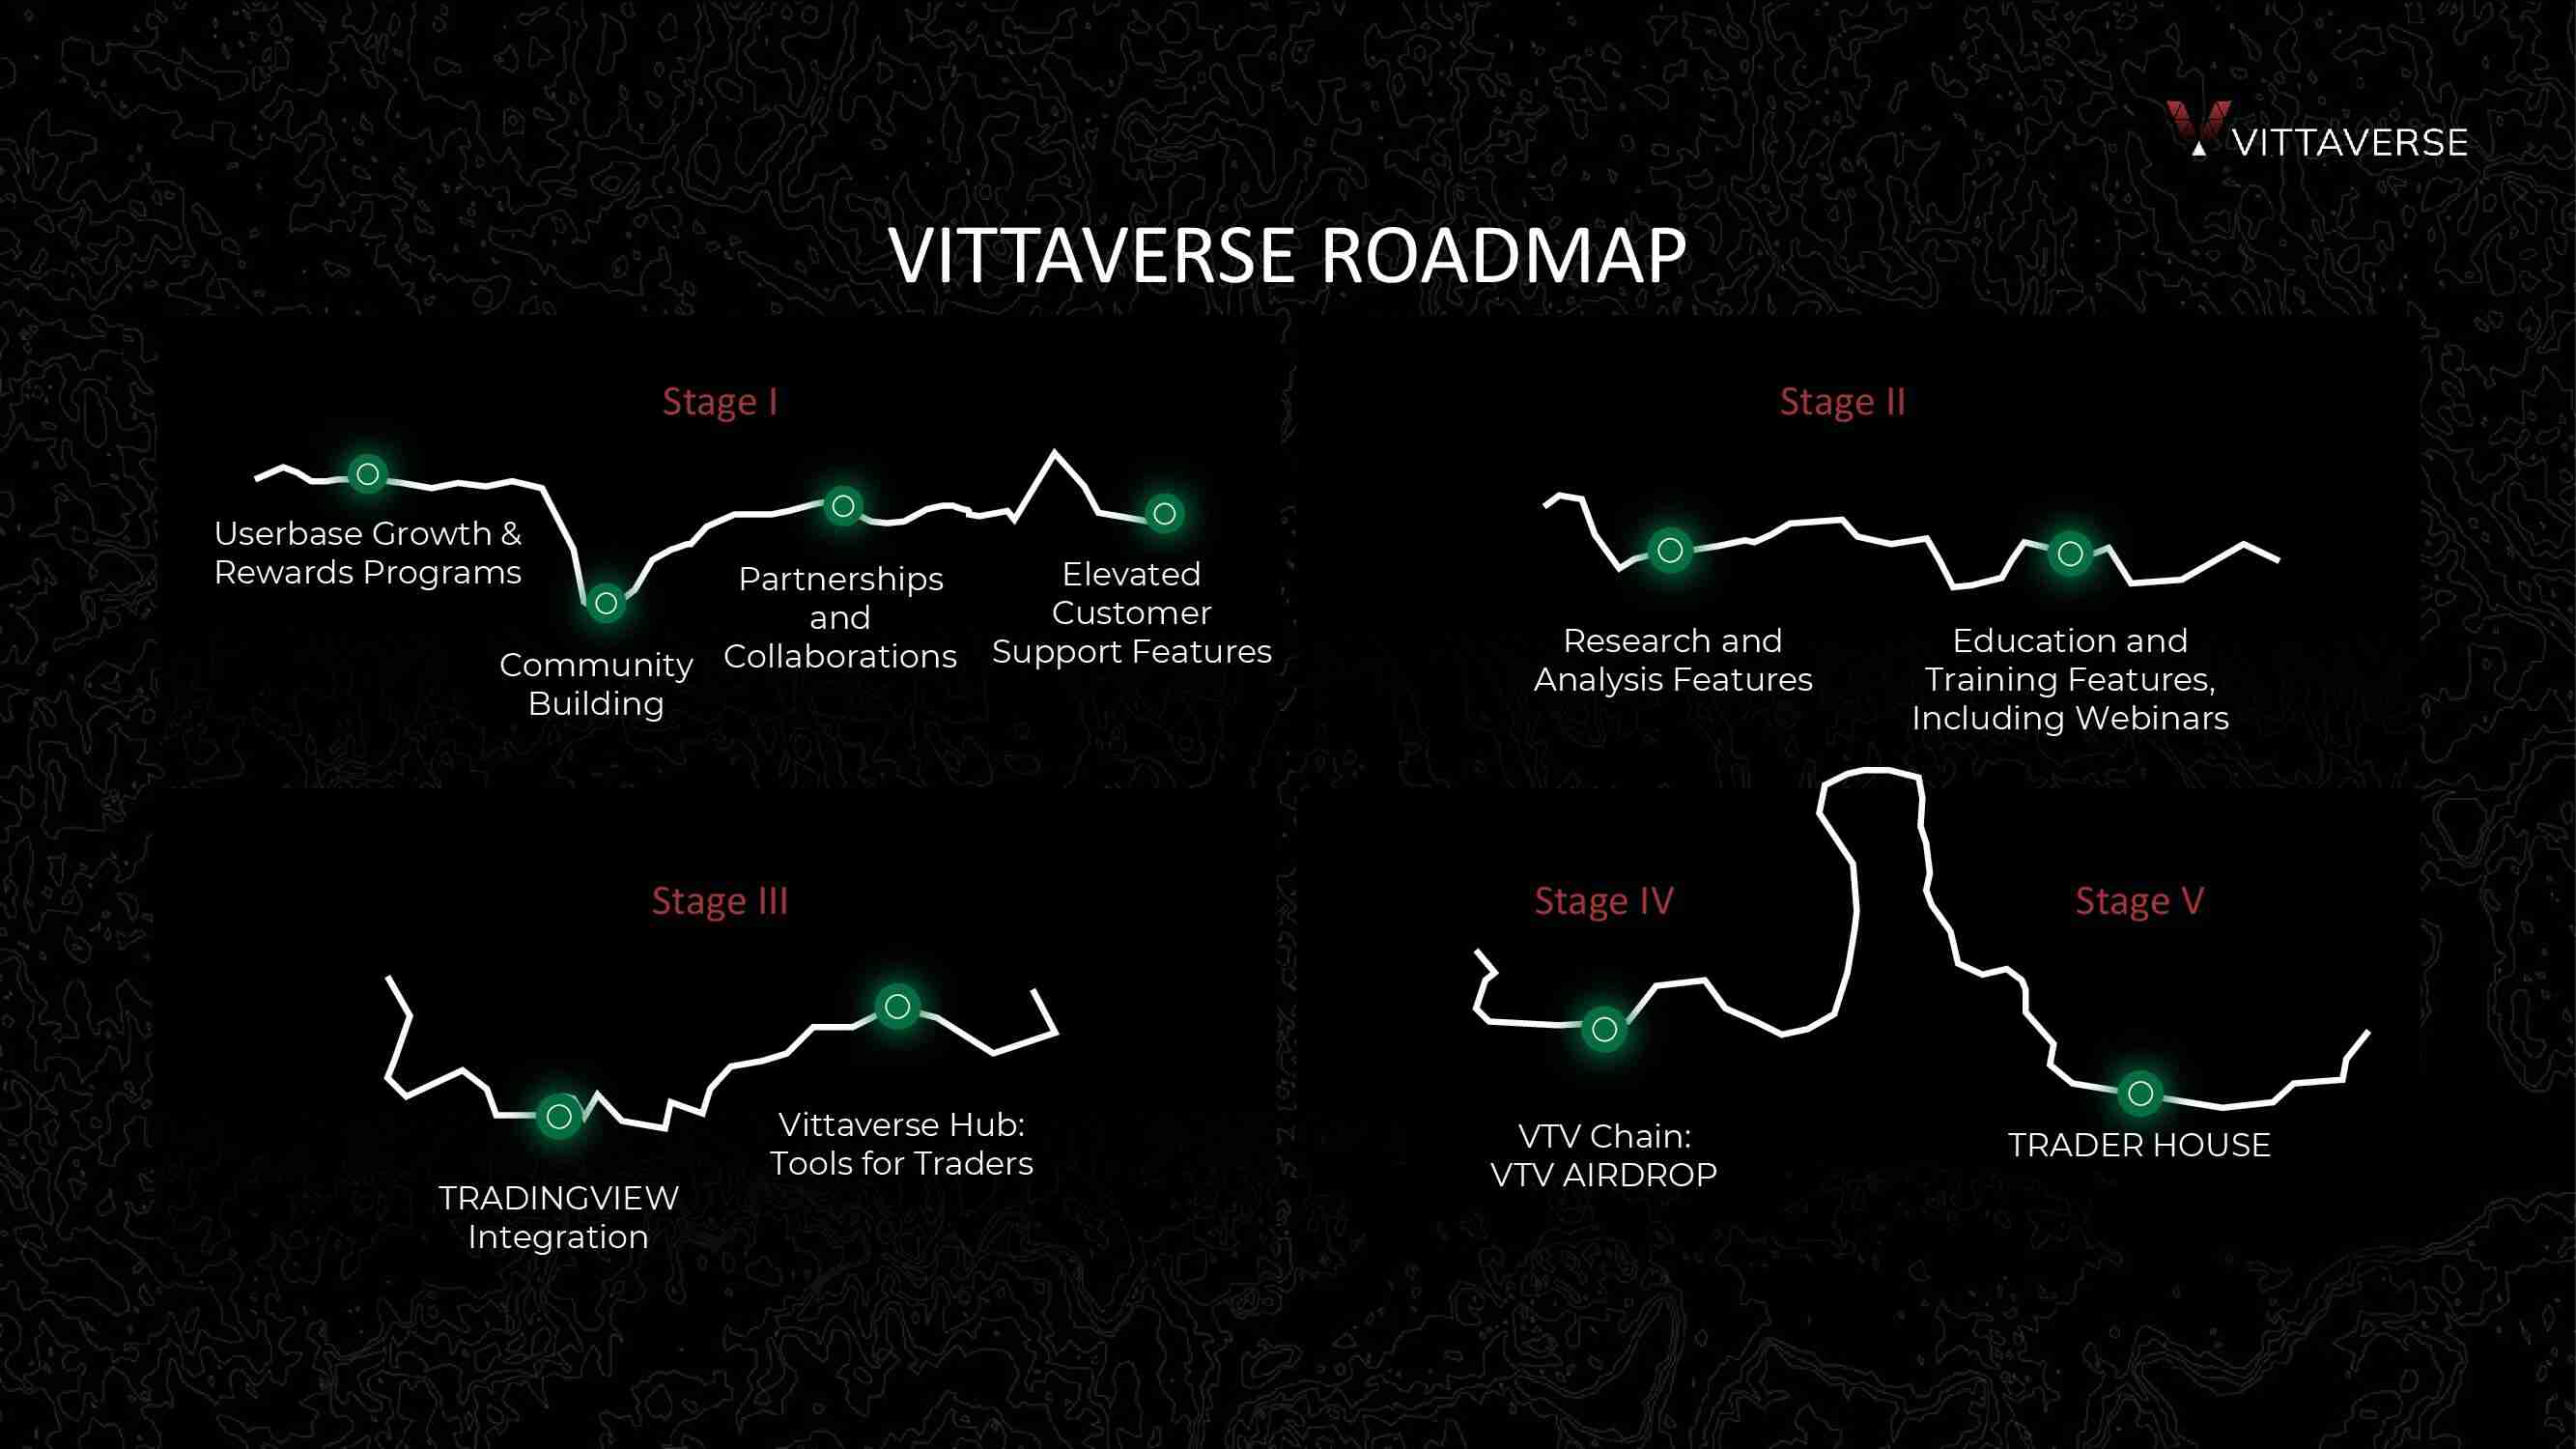 VITTAVERSE
VITTAVERSE ROADMAP
Stage I
Userbase Growth &
Rewards Programs
Community
Building
Partnerships
and
Collaborations
Elevated
Customer
Support Features
Stage II
Research and
Analysis Features
Education and
Training Features,
Including Webinars
Stage III
TRADINGVIEW
Integration
Vittaverse Hub:
Tools for Traders
Stage IV
VTV Chain:
VTV AIRDROP
Stage V
TRADER HOUSE